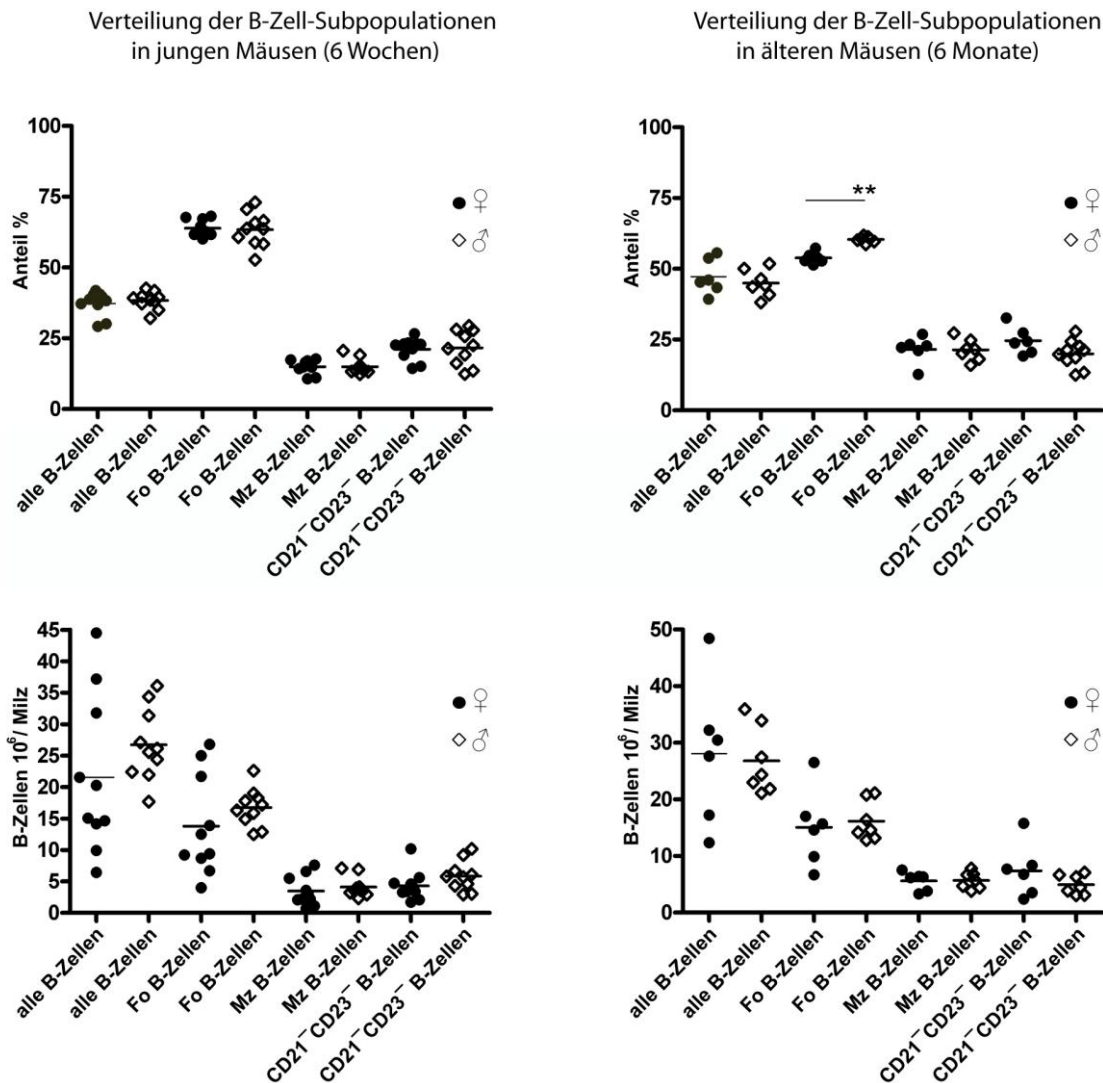 Verteiliung der B-Zell-Subpopulationen
in jungen Mäusen (6 Wochen)
Verteiliung der B-Zell-Subpopulationen
in älteren Mäusen (6 Monate)
Anteil %
100
75
50
25
0
♀
♂
alle B-Zellen
alle B-Zellen
Fo B-Zellen
Fo B-Zellen
Mz B-Zellen
Mz B-Zellen
CD21⁻CD23⁻ B-Zellen
CD21⁻CD23⁻ B-Zellen
Anteil %
100
75
50
25
0
**
♀
♂
alle B-Zellen
alle B-Zellen
Fo B-Zellen
Fo B-Zellen
Mz B-Zellen
Mz B-Zellen
CD21⁻CD23⁻ B-Zellen
CD21⁻CD23⁻ B-Zellen
B-Zellen 10⁶/ Milz
45
40
35
30
25
20
15
10
5
0
♀
♂
alle B-Zellen
alle B-Zellen
Fo B-Zellen
Fo B-Zellen
Mz B-Zellen
Mz B-Zellen
CD21⁻CD23⁻ B-Zellen
CD21⁻CD23⁻ B-Zellen
B-Zellen 10⁶/ Milz
50
40
30
20
10
0
♀
♂
alle B-Zellen
alle B-Zellen
Fo B-Zellen
Fo B-Zellen
Mz B-Zellen
Mz B-Zellen
CD21⁻CD23⁻ B-Zellen
CD21⁻CD23⁻ B-Zellen